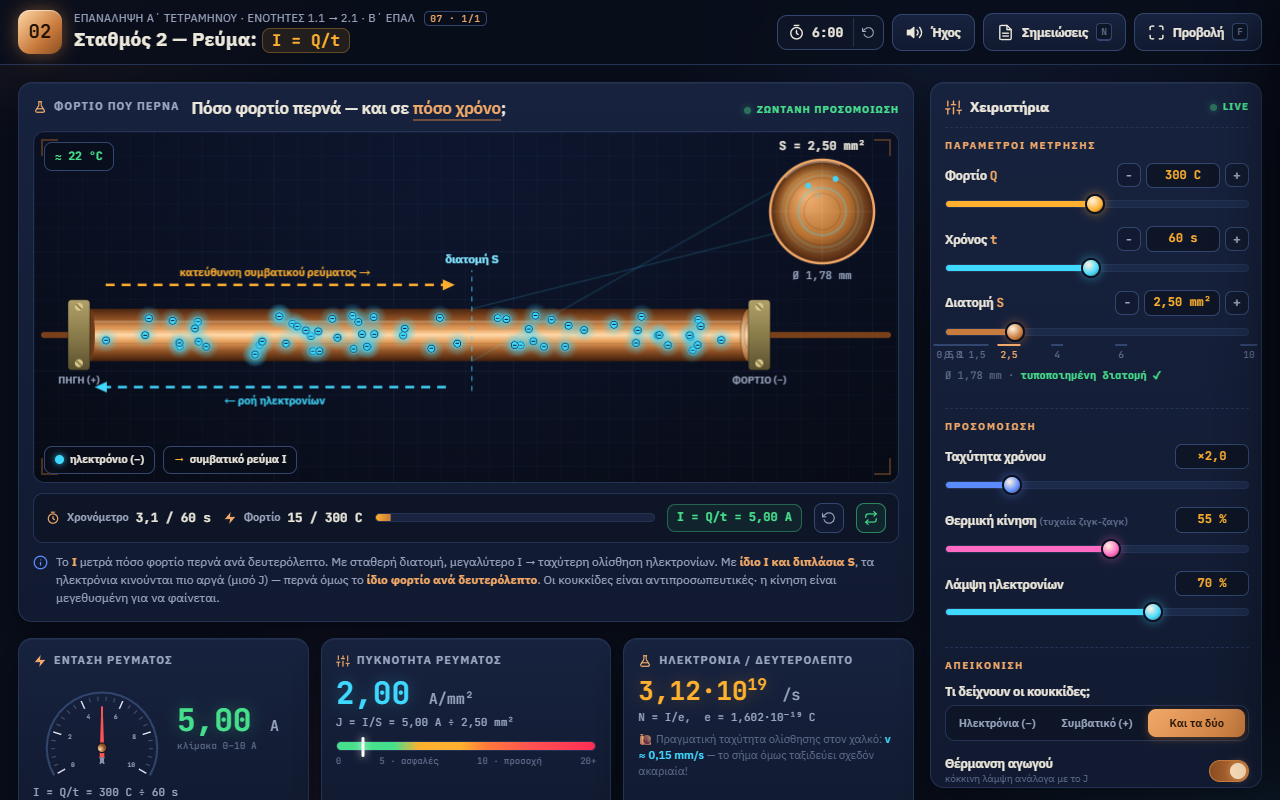 02
ΕΠΑΝΑΛΗΨΗ Α΄ ΤΕΤΡΑΜΗΝΟΥ · ΕΝΟΤΗΤΕΣ 1.1 → 2.1 · Β΄ ΕΠΑΛ 07 · 1/1
Σταθμός 2 — Ρεύμα: I = Q/t
6:00
Ήχος
Σημειώσεις N
Προβολή F
ΦΟΡΤΙΟ ΠΟΥ ΠΕΡΝΑ Πόσο φορτίο περνά — και σε πόσο χρόνο;
ΖΩΝΤΑΝΗ ΠΡΟΣΟΜΟΙΩΣΗ
≈ 22 °C
S = 2,50 mm²
Ø 1,78 mm
διατομή S
κατεύθυνση συμβατικού ρεύματος →
ΠΗΓΗ (+)
ΦΟΡΤΙΟ (−)
← ροή ηλεκτρονίων
ηλεκτρόνιο (−)
→ συμβατικό ρεύμα I
Χρονόμετρο 3,1 / 60 s
Φορτίο 15 / 300 C
I = Q/t = 5,00 A
Το I μετρά πόσο φορτίο περνά ανά δευτερόλεπτο. Με σταθερή διατομή, μεγαλύτερο I → ταχύτερη ολίσθηση ηλεκτρονίων. Με ίδιο I και διπλάσια S, τα
ηλεκτρόνια κινούνται πιο αργά (μισό J) — περνά όμως το ίδιο φορτίο ανά δευτερόλεπτο. Οι κουκκίδες είναι αντιπροσωπευτικές· η κίνηση είναι
μεγεθυσμένη για να φαίνεται.
ΕΝΤΑΣΗ ΡΕΥΜΑΤΟΣ
0 2 4 6 8 10
A
5,00 A
κλίμακα 0–10 A
I = Q/t = 300 C ÷ 60 s
ΠΥΚΝΟΤΗΤΑ ΡΕΥΜΑΤΟΣ
2,00 A/mm²
J = I/S = 5,00 A ÷ 2,50 mm²
0 5 · ασφαλές 10 · προσοχή 20+
ΗΛΕΚΤΡΟΝΙΑ / ΔΕΥΤΕΡΟΛΕΠΤΟ
3,12·10¹⁹ /s
N = I/e, e = 1,602·10⁻¹⁹ C
🐌 Πραγματική ταχύτητα ολίσθησης στον χαλκό: v
≈ 0,15 mm/s — το σήμα όμως ταξιδεύει σχεδόν
ακαριαία!
Χειριστήρια
LIVE
ΠΑΡΑΜΕΤΡΟΙ ΜΕΤΡΗΣΗΣ
Φορτίο Q - 300 C +
Χρόνος t - 60 s +
Διατομή S - 2,50 mm² +
1,5 2,5 4 6 10
Ø 1,78 mm · τυποποιημένη διατομή ✓
ΠΡΟΣΟΜΟΙΩΣΗ
Ταχύτητα χρόνου ×2,0
Θερμική κίνηση (τυχαία ζιγκ-ζαγκ) 55 %
Λάμψη ηλεκτρονίων 70 %
ΑΠΕΙΚΟΝΙΣΗ
Τι δείχνουν οι κουκκίδες;
Ηλεκτρόνια (−) Συμβατικό (+) Και τα δύο
Θέρμανση αγωγού
κόκκινη λάμψη ανάλογα με το J